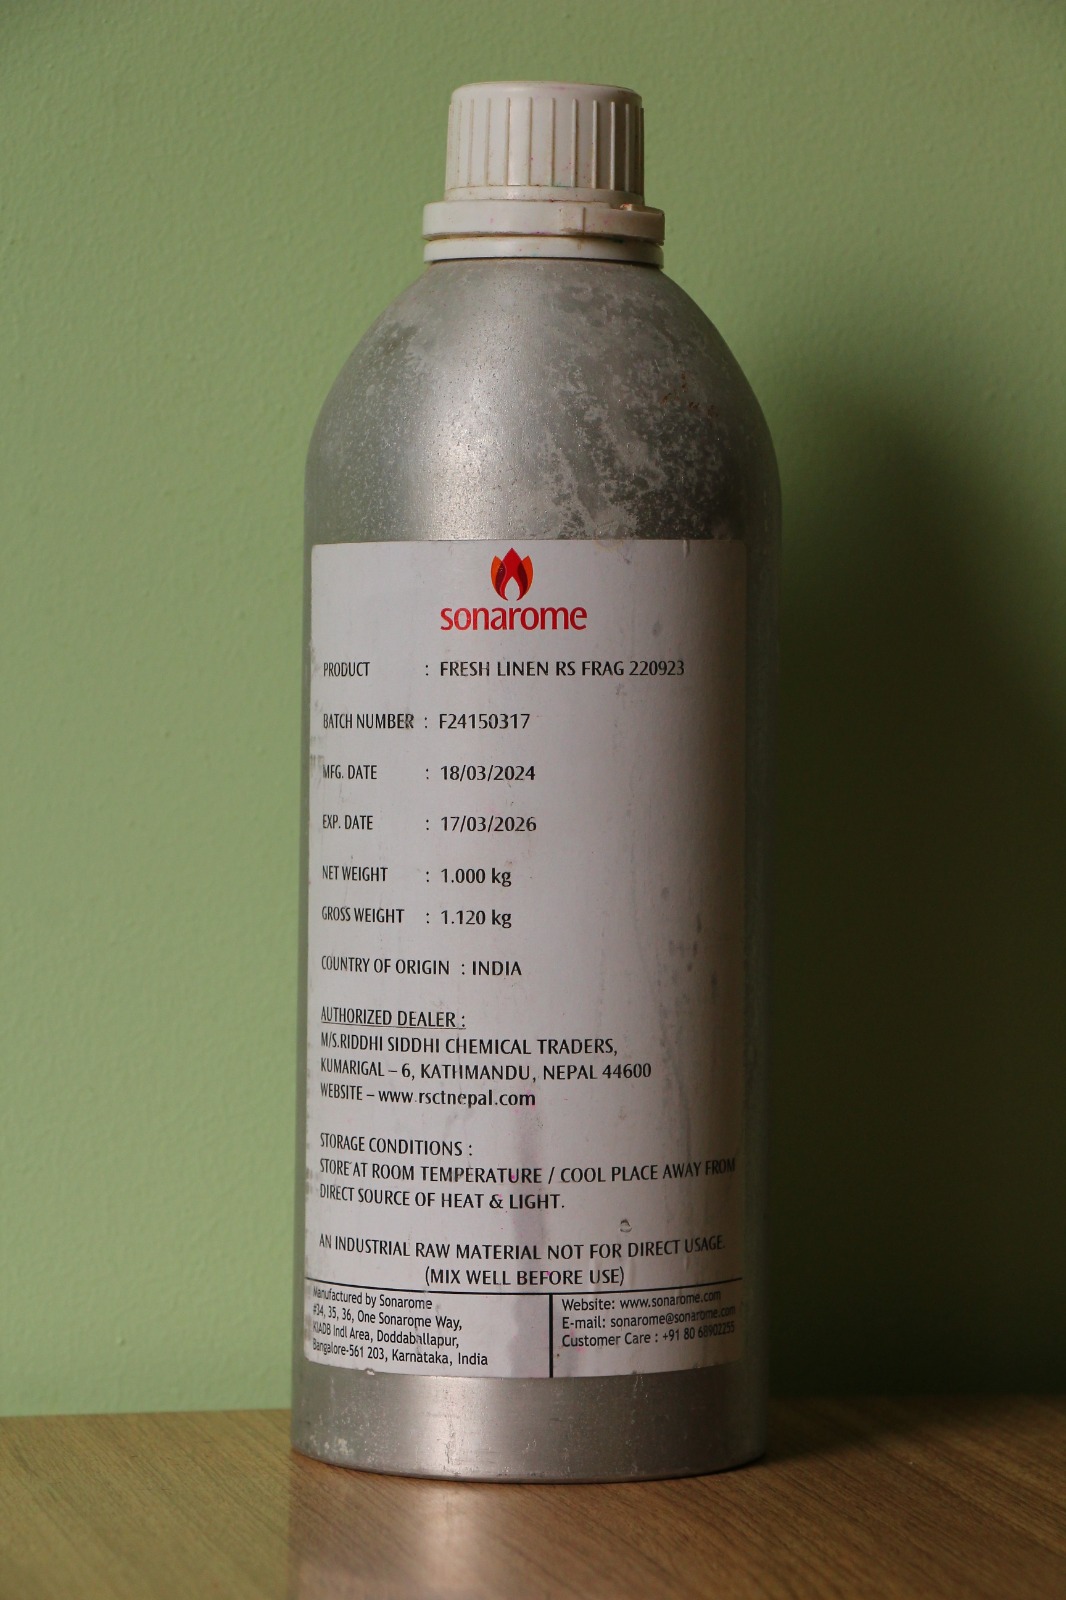 sonarome
PRODUCT : FRESH LINEN RS FRAG 220923
BATCH NUMBER : F24150317
MFG. DATE : 18/03/2024
EXP. DATE : 17/03/2026
NET WEIGHT : 1.000 kg
GROSS WEIGHT : 1.120 kg
COUNTRY OF ORIGIN : INDIA
AUTHORIZED DEALER :
M/S.RIDDHI SIDDHI CHEMICAL TRADERS,
KUMARIGAL – 6, KATHMANDU, NEPAL 44600
WEBSITE – www.rsctnepal.com
STORAGE CONDITIONS :
STORE AT ROOM TEMPERATURE / COOL PLACE AWAY FROM
DIRECT SOURCE OF HEAT & LIGHT.
AN INDUSTRIAL RAW MATERIAL NOT FOR DIRECT USAGE.
(MIX WELL BEFORE USE)
Manufactured by Sonarome
#34, 35, 36, One Sonarome Way,
KIADB Indl Area, Doddaballapur,
Bangalore-561 203, Karnataka, India
Website: www.sonarome.com
E-mail: sonarome@sonarome.com
Customer Care : +91 80 68902255